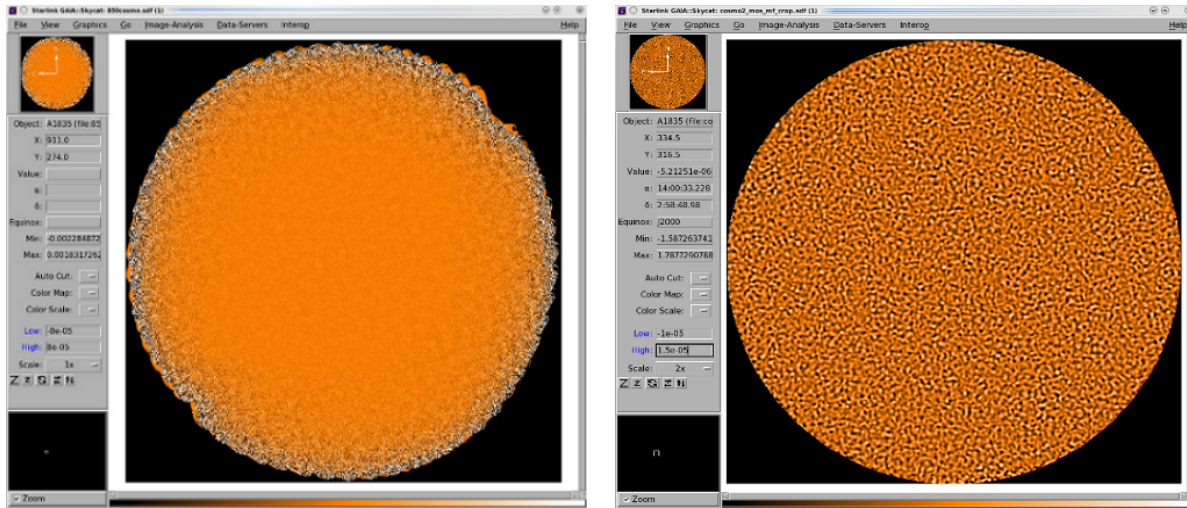 Starlink GAIA::Skycat: 850cosmo.sdf (1)
File View Graphics Image-Analysis Data-Servers Interop Go Help
Object: A1835 (file:85
X: 911.0
Y: 274.0
Value:
α:
δ:
Equinox:
Min: -0.002284872
Max: 0.0018317262
Auto Cut:
Color Map:
Color Scale:
Low: -8e-05
High: 8e-05
Scale: 1x
Z z
Zoom
Starlink GAIA::Skycat: cosmo2_mos_mf_crop.sdf (1)
File View Graphics Image-Analysis Data-Servers Interop Go Help
Object: A1835 (file:co
X: 334.5
Y: 316.5
Value: -5.21251e-06
α: 14:00:33.228
δ: 2:58:48.98
Equinox: J2000
Min: -1.587263741
Max: 1.7877290788
Auto Cut:
Color Map:
Color Scale:
Low: -1e-05
High: 1.5e-05
Scale: 2x
Z z
Zoom